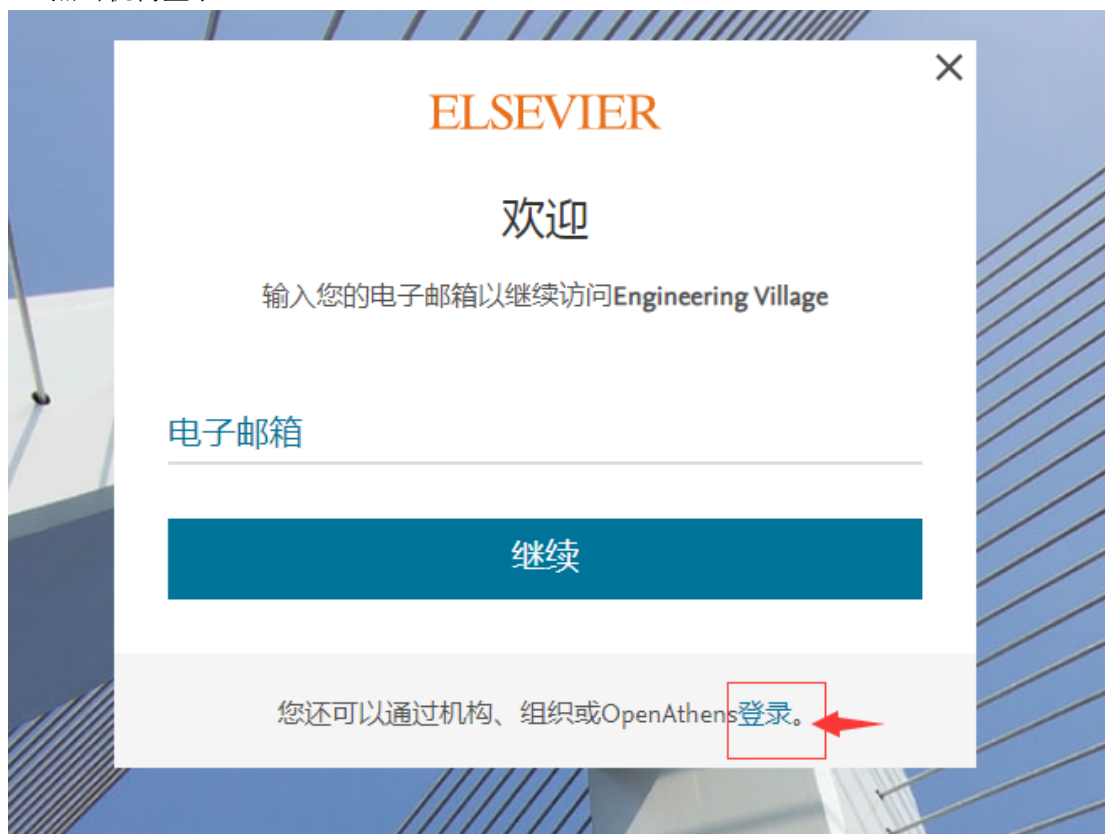 ELSEVIER
欢迎
输入您的电子邮箱以继续访问Engineering Village
电子邮箱
继续
您还可以通过机构、组织或OpenAthens登录。